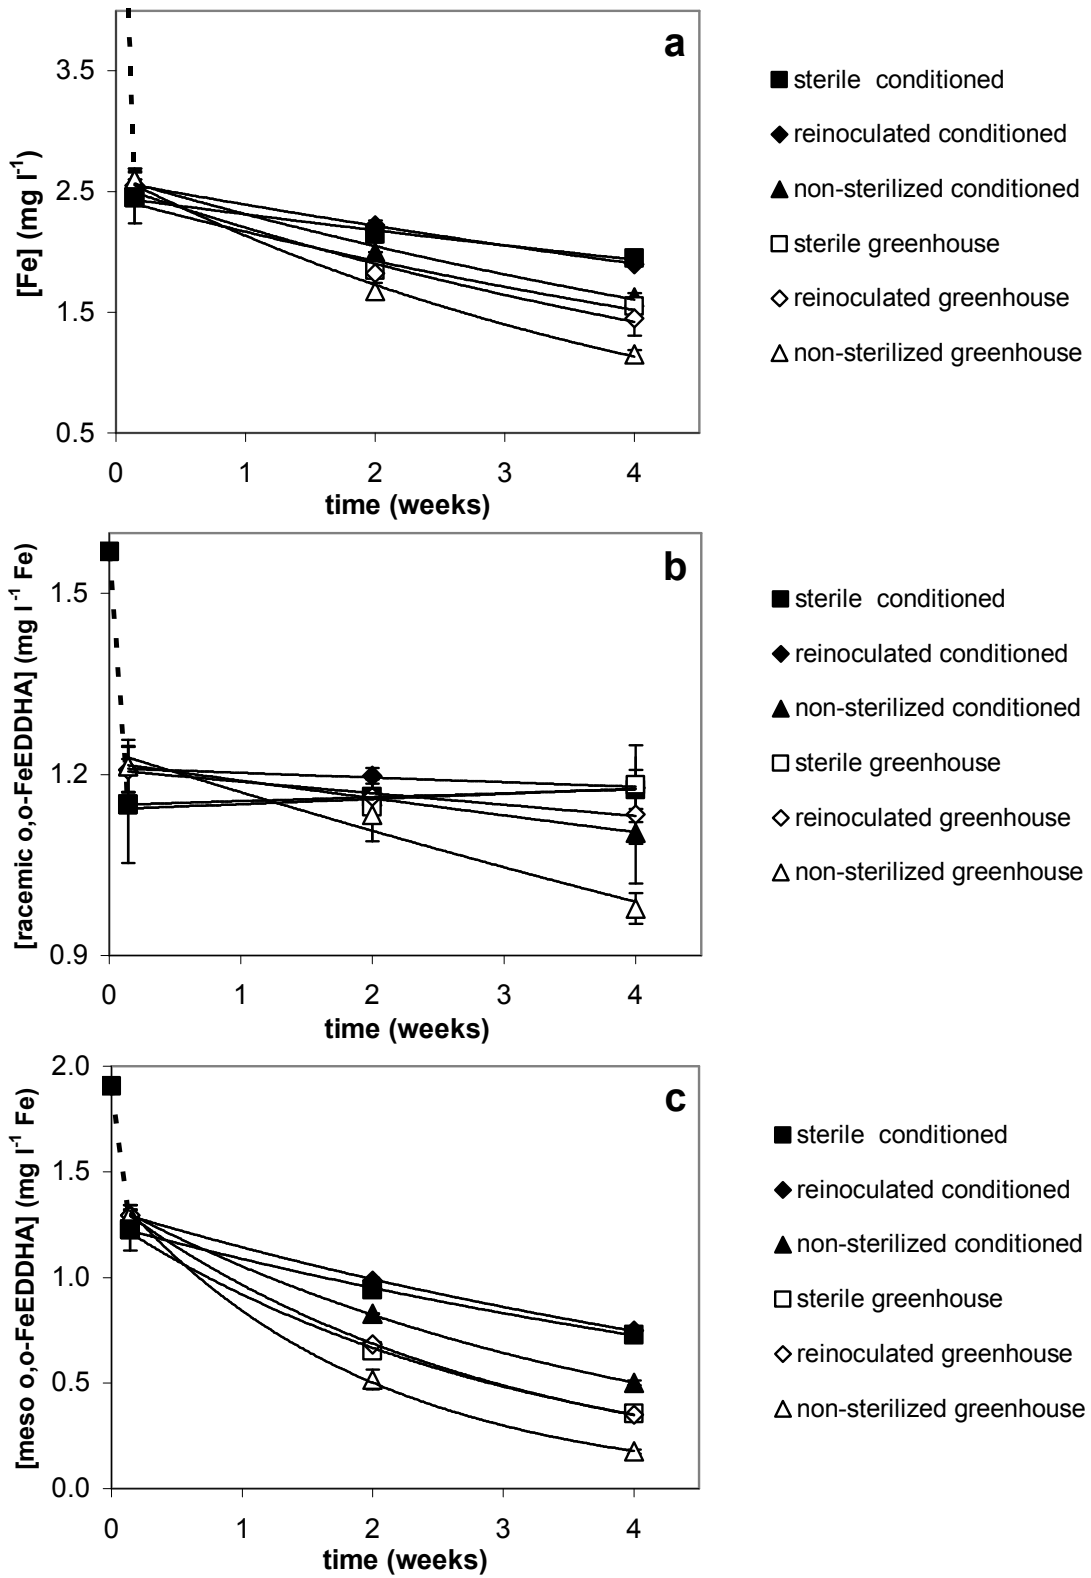 a
3.5
2.5
1.5
0.5
[Fe] (mg l-1)
0 1 2 3 4
time (weeks)
sterile conditioned
reinoculated conditioned
non-sterilized conditioned
sterile greenhouse
reinoculated greenhouse
non-sterilized greenhouse
b
1.5
1.2
0.9
[racemic o,o-FeEDDHA] (mg l-1 Fe)
0 1 2 3 4
time (weeks)
sterile conditioned
reinoculated conditioned
non-sterilized conditioned
sterile greenhouse
reinoculated greenhouse
non-sterilized greenhouse
c
2.0
1.5
1.0
0.5
0.0
[meso o,o-FeEDDHA] (mg l-1 Fe)
0 1 2 3 4
time (weeks)
sterile conditioned
reinoculated conditioned
non-sterilized conditioned
sterile greenhouse
reinoculated greenhouse
non-sterilized greenhouse